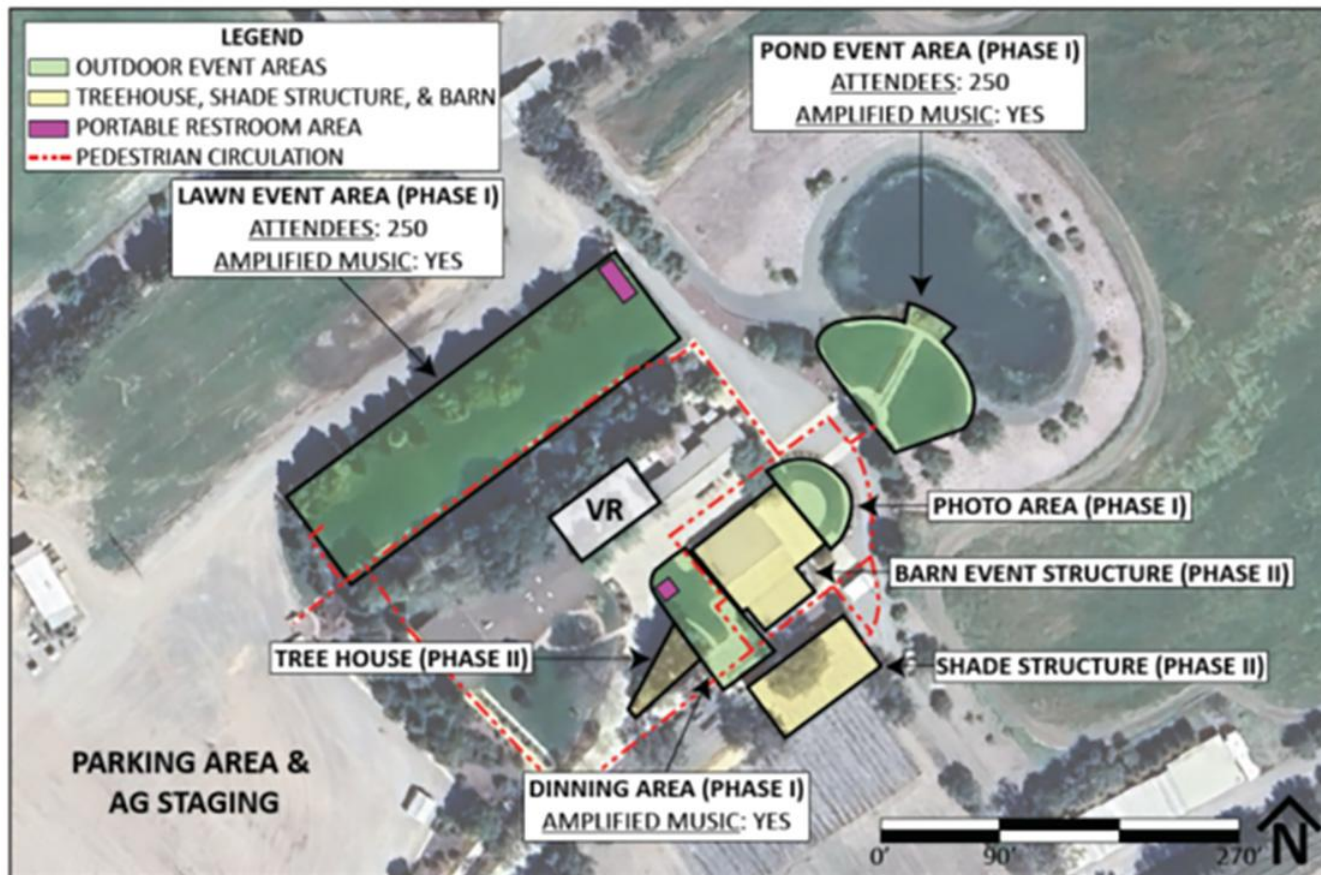 LEGEND
OUTDOOR EVENT AREAS
TREEHOUSE, SHADE STRUCTURE, & BARN
PORTABLE RESTROOM AREA
PEDESTRIAN CIRCULATION
POND EVENT AREA (PHASE I)
ATTENDEES: 250
AMPLIFIED MUSIC: YES
LAWN EVENT AREA (PHASE I)
ATTENDEES: 250
AMPLIFIED MUSIC: YES
VR
PHOTO AREA (PHASE I)
BARN EVENT STRUCTURE (PHASE II)
TREE HOUSE (PHASE II)
SHADE STRUCTURE (PHASE II)
PARKING AREA &
AG STAGING
DINNING AREA (PHASE I)
AMPLIFIED MUSIC: YES
0' 90' 270'
N